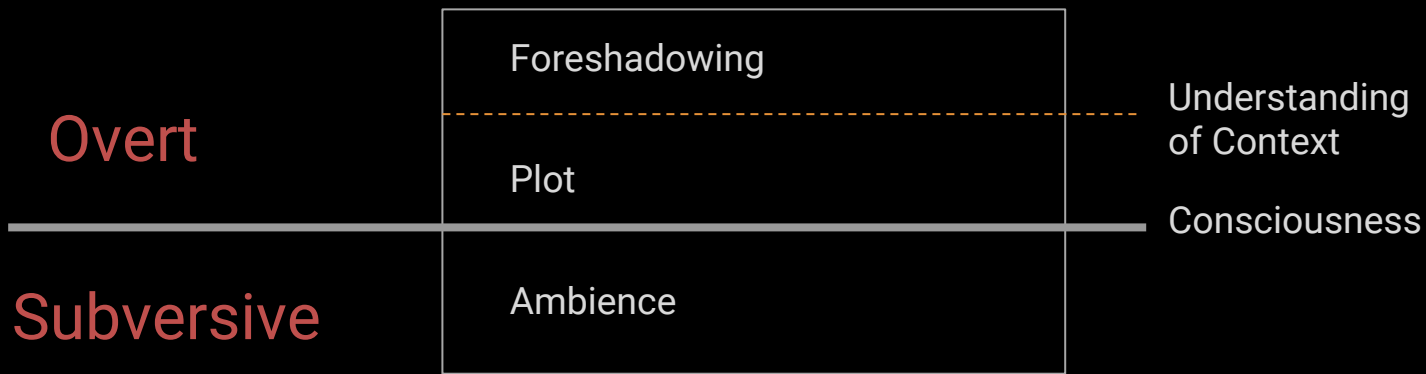 Foreshadowing
Understanding
of Context
Overt
Plot
Consciousness
Ambience
Subversive